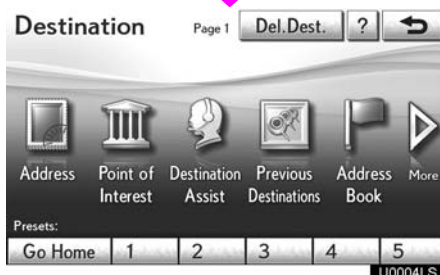 Destination Page 1 Del.Dest. ?
Address Point of Interest Destination Assist Previous Destinations Address Book More
Presets:
Go Home 1 2 3 4 5
U0004LS